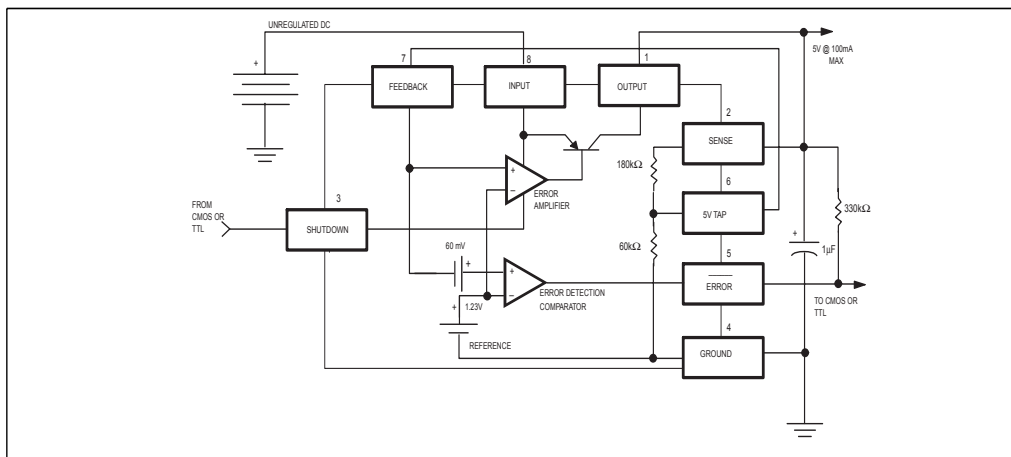 UNREGULATED DC
+
7
8
1
5V @ 100mA
MAX
FEEDBACK
INPUT
OUTPUT
2
SENSE
180kΩ
+
−
ERROR
AMPLIFIER
6
5V TAP
330kΩ
FROM
CMOS OR
TTL
3
SHUTDOWN
60kΩ
+
1µF
60 mV
+
+
−
ERROR DETECTION
COMPARATOR
5
ERROR
TO CMOS OR
TTL
+
1.23V
REFERENCE
4
GROUND